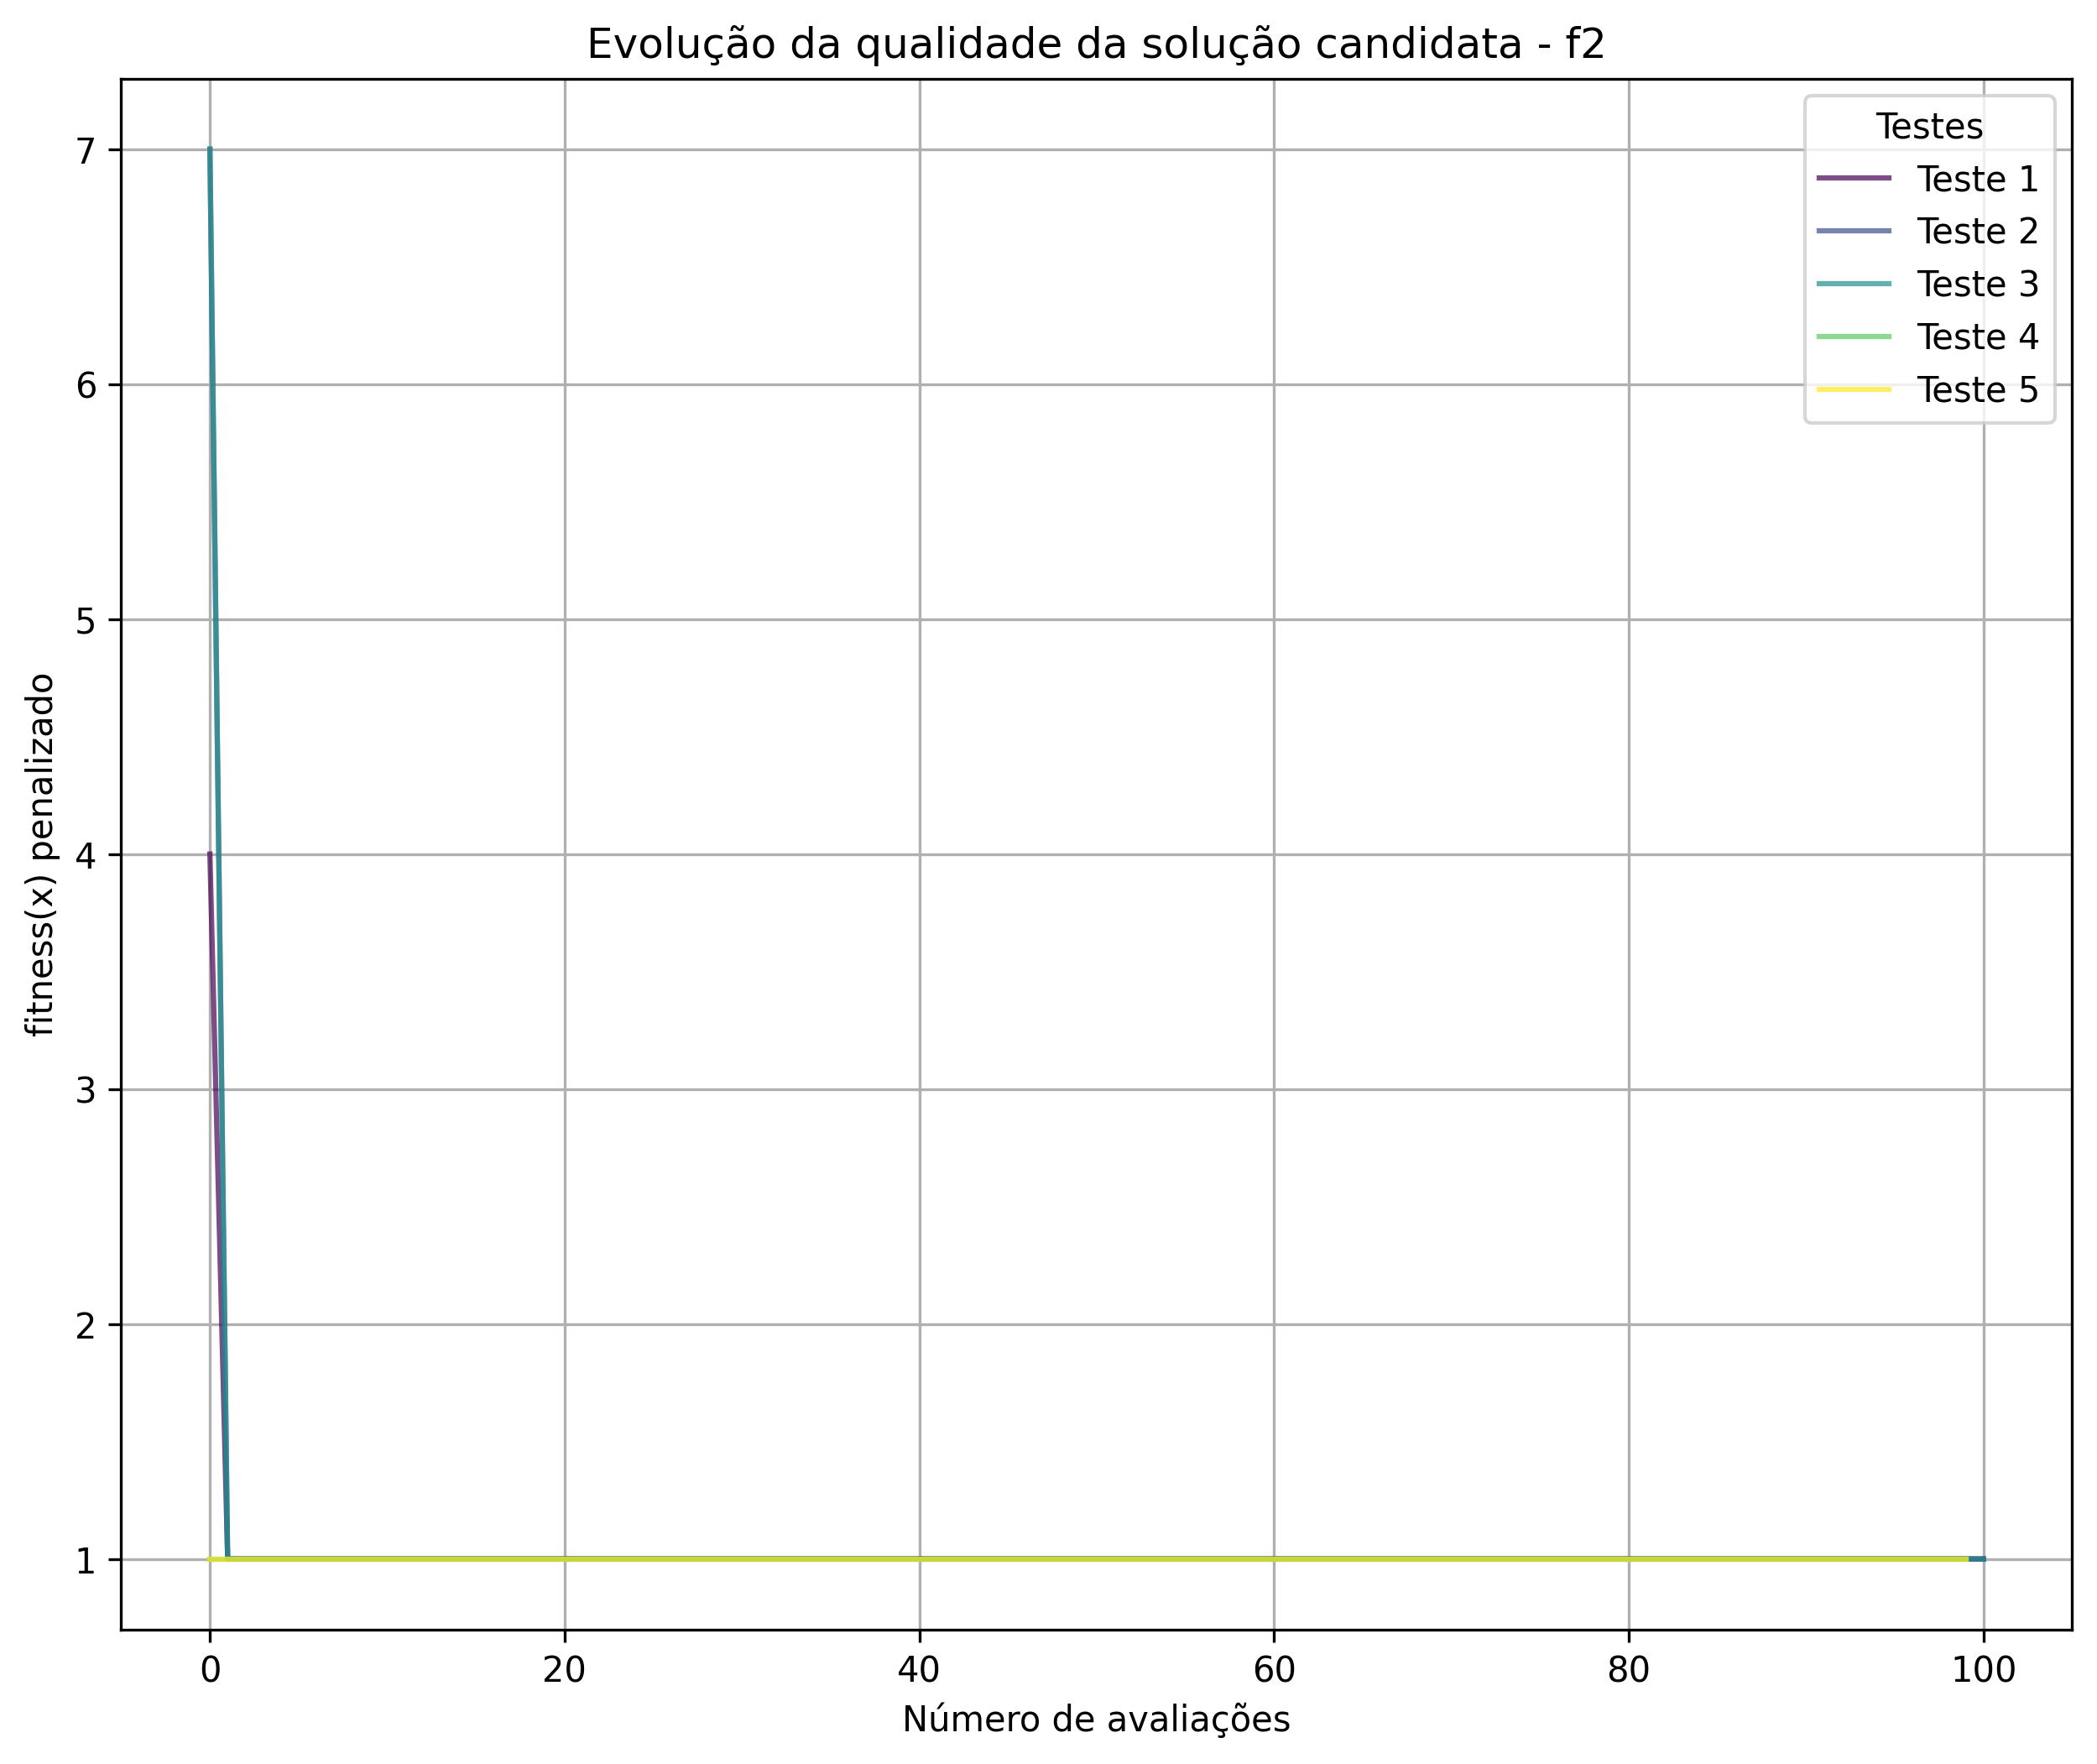 Evolução da qualidade da solução candidata - f2
Testes
Teste 1
Teste 2
Teste 3
Teste 4
Teste 5
fitness(x) penalizado
7
6
5
4
3
2
1
0 20 40 60 80 100
Número de avaliações